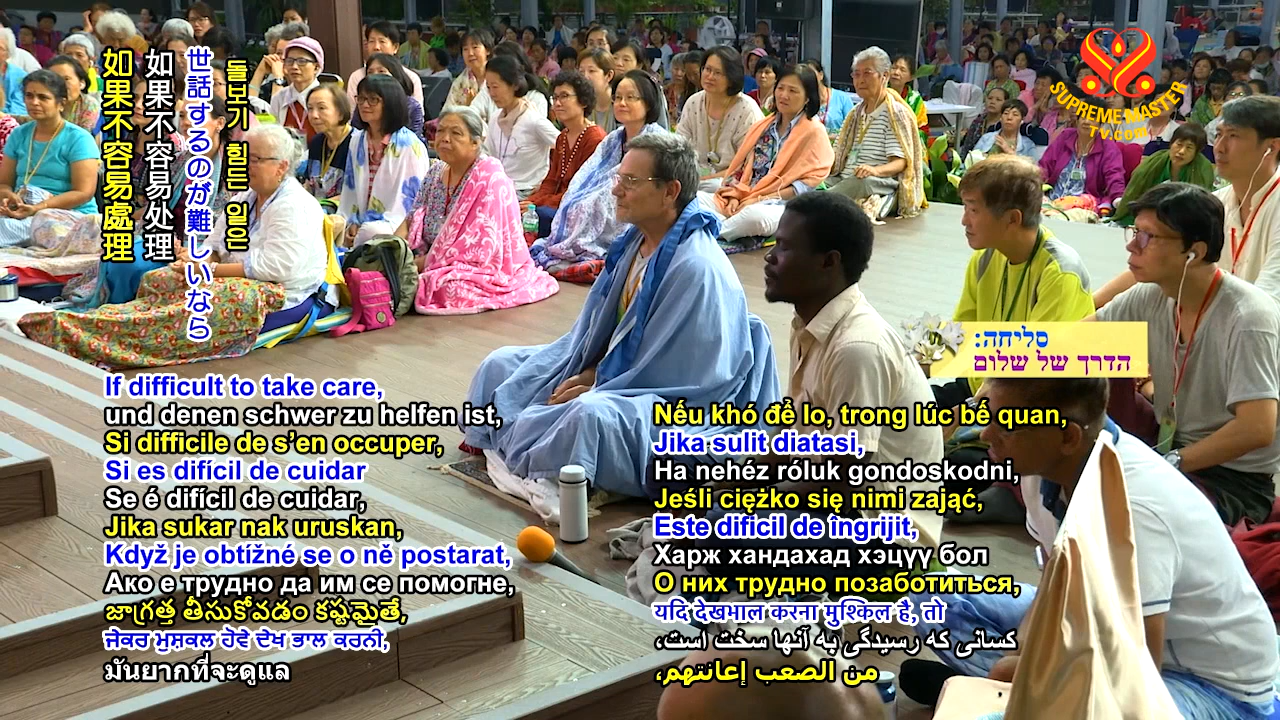 돌보기 힘든 일은
世話するのが難しいなら
如果不容易处理
如果不容易處理
SUPREME MASTER
TV.com
סליחה:
הדרך של שלום
If difficult to take care,
und denen schwer zu helfen ist,
Si difficile de s’en occuper,
Si es difícil de cuidar
Se é difícil de cuidar,
Jika sukar nak uruskan,
Když je obtížné se o ně postarat,
Ако е трудно да им се помогне,
జాగ్రత్త తీసుకోవడం కష్టమైతే,
ਜੇਕਰ ਮੁਸ਼ਕਲ ਹੋਵੇ ਦੇਖ ਭਾਲ ਕਰਨੀ,
มันยากที่จะดูแล
Nếu khó để lo, trong lúc bế quan,
Jika sulit diatasi,
Ha nehéz róluk gondoskodni,
Jeśli ciężko się nimi zająć,
Este dificil de îngrijit,
Харж хандахад хэцүү бол
О них трудно позаботиться,
यदि देखभाल करना मुश्किल है, तो
کسانی که رسیدگی به آنها سخت است،
من الصعب إعانتهم،